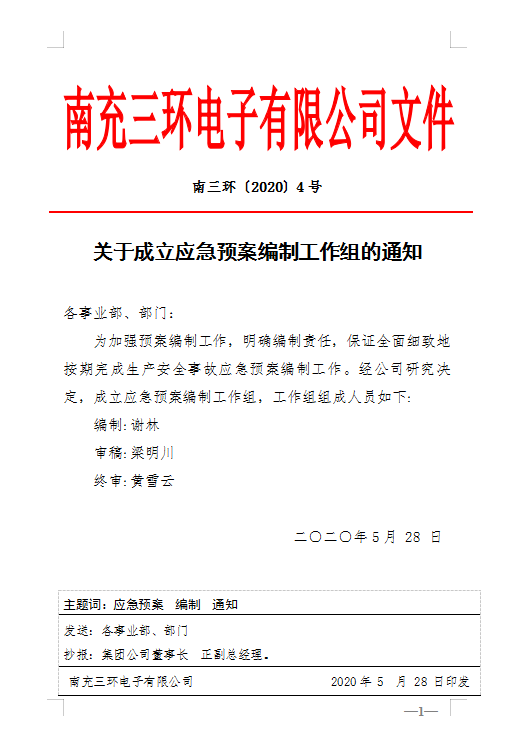 南充三环电子有限公司文件
南三环〔2020〕4号
关于成立应急预案编制工作组的通知
各事业部、部门：
为加强预案编制工作，明确编制责任，保证全面细致地
按期完成生产安全事故应急预案编制工作。经公司研究决
定，成立应急预案编制工作组，工作组组成人员如下:
编制:谢林
审稿:梁明川
终审:黄雪云
二〇二〇年5月 28 日
主题词：应急预案 编制 通知
发送：各事业部、部门
抄报：集团公司董事长 正副总经理。
南充三环电子有限公司 2020年 5 月 28 日印发
—1—